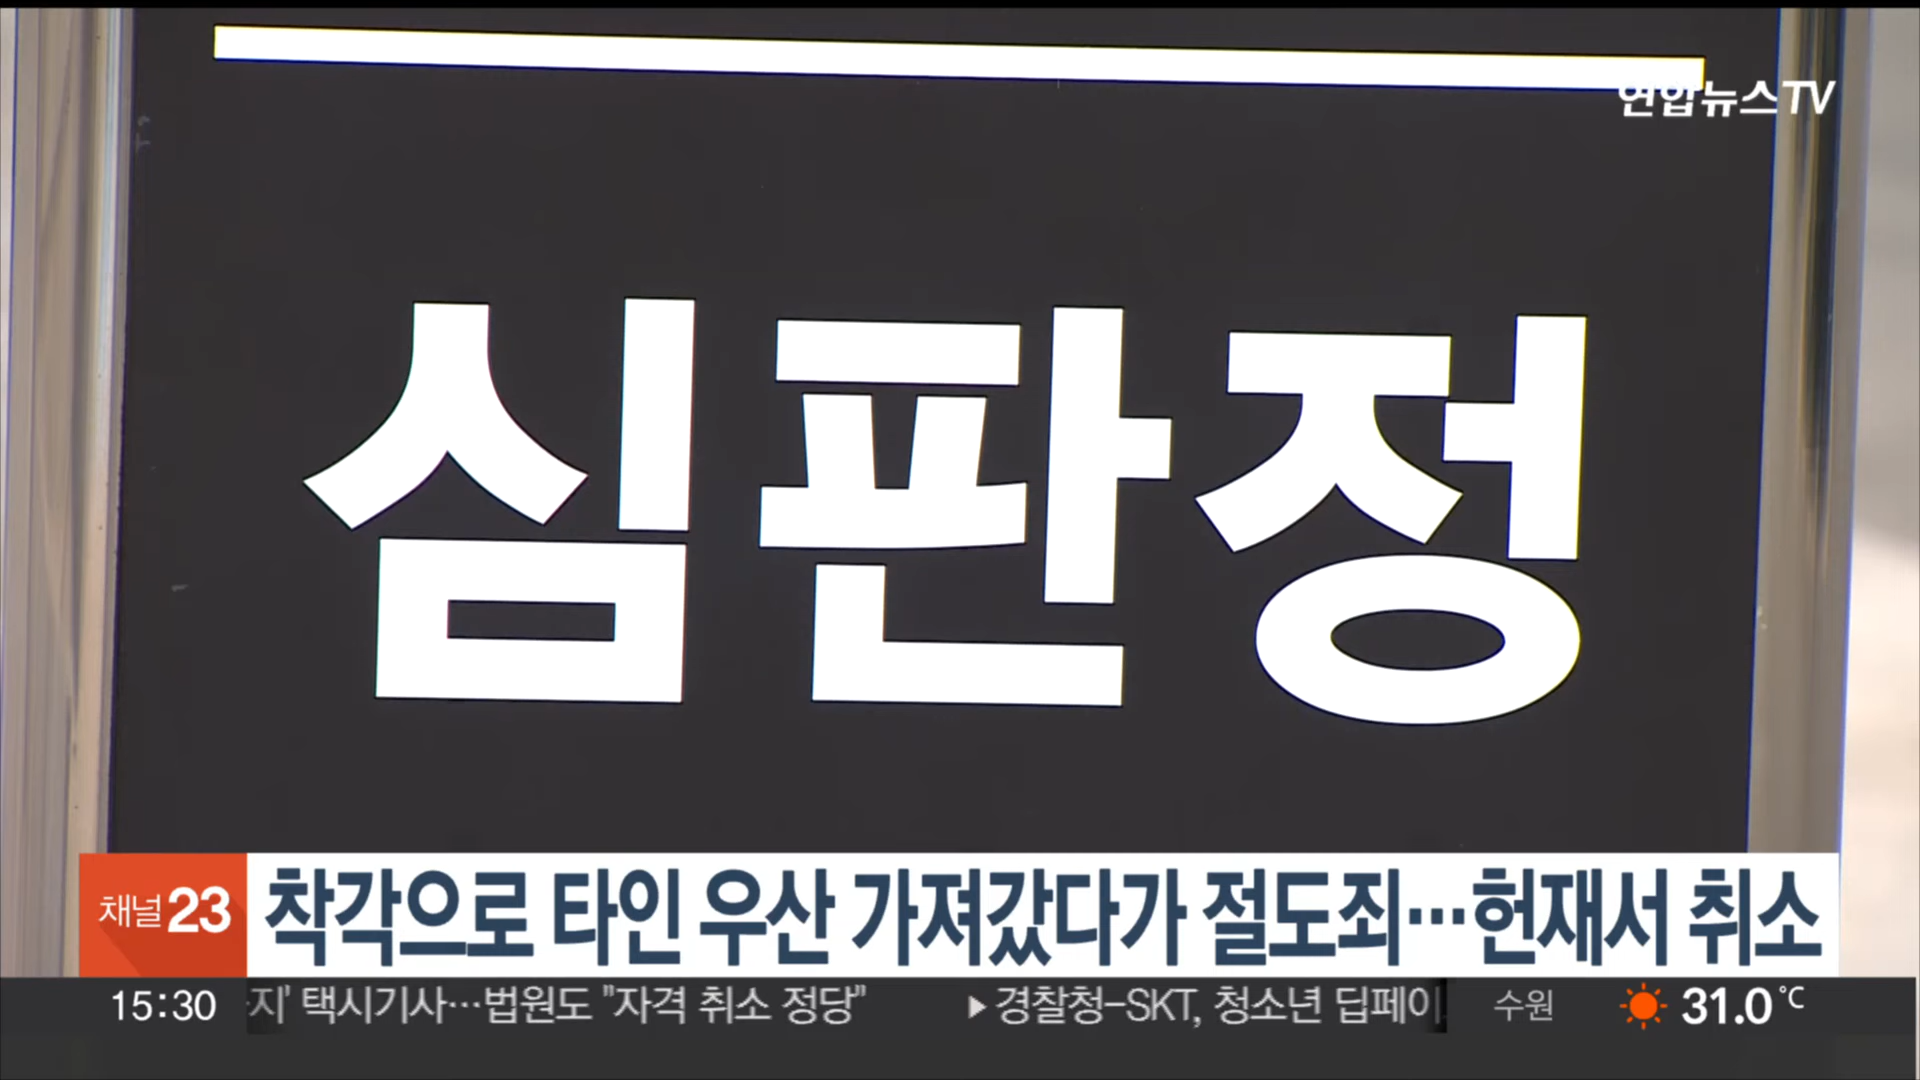 연합뉴스TV
심판정
채널23
착각으로 타인 우산 가져갔다가 절도죄…헌재서 취소
15:30
지' 택시기사…법원도 "자격 취소 정당" ▶경찰청-SKT, 청소년 딥페이
수원
31.0℃